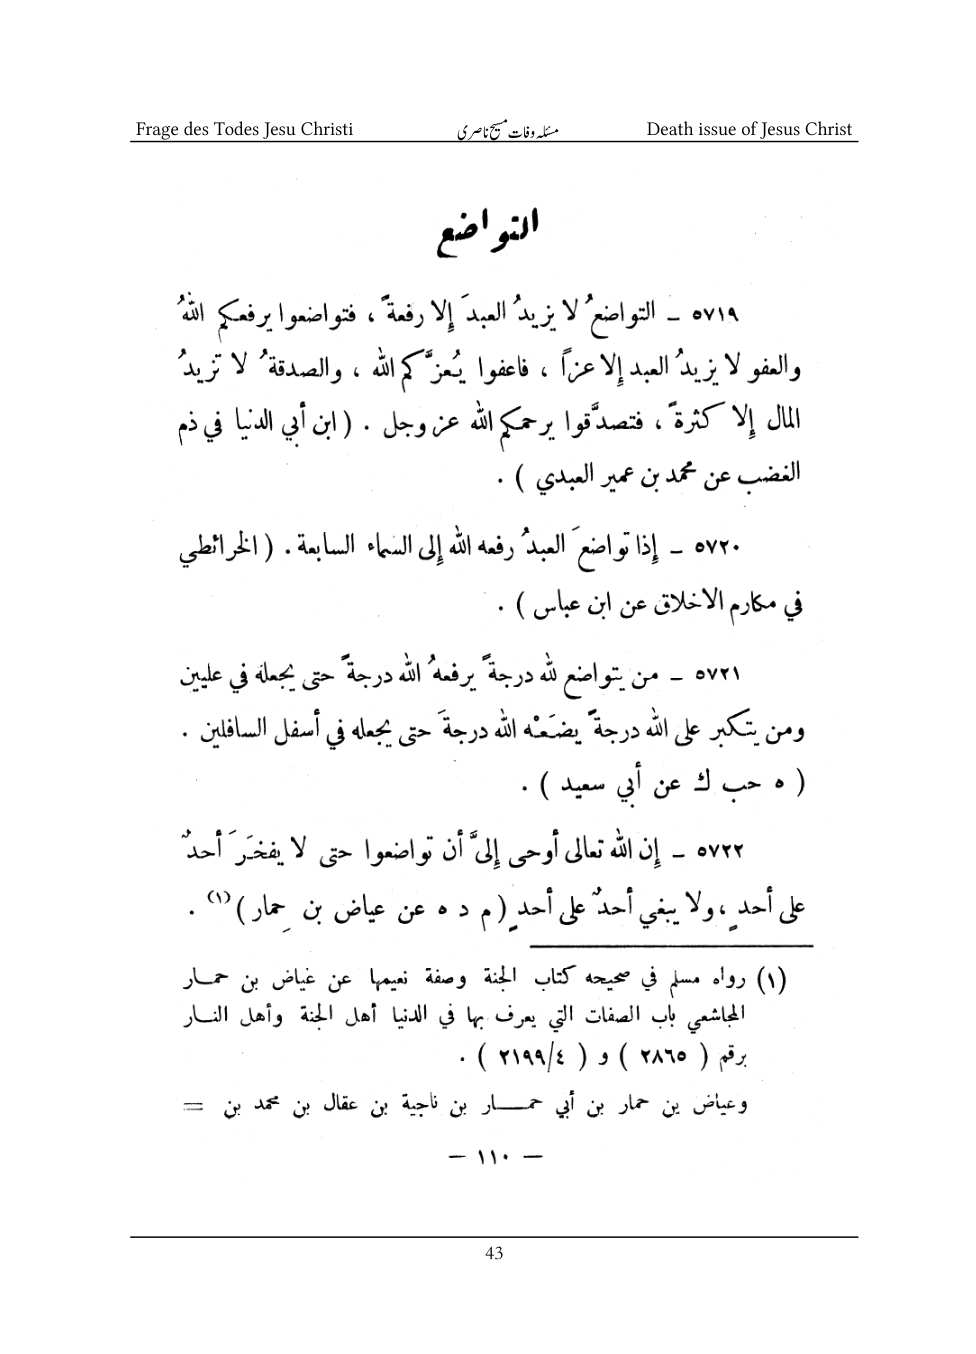 Frage des Todes Jesu Christi مسئلہ وفات مسیح ناصری Death issue of Jesus Christ
التواضع
٥٧١٩ – التواضعُ لا يزيدُ العبدَ إلا رفعةً ، فتواضعوا يرفعكم اللهُ
والعفو لا يزيدُ العبد إلا عزاً ، فاعفوا يُعزَّكم الله ، والصدقةُ لا تزيدُ
المال إلا كثرةً ، فتصدَّقوا يرحمكم الله عز وجل . ( ابن أبي الدنيا في ذم
الغضب عن محمد بن عمير العبدي ) .
٥٧٢٠ – إذا تواضعَ العبدُ رفعه الله إلى السماء السابعة . ( الخرائطي
في مكارم الاخلاق عن ابن عباس ) .
٥٧٢١ – من يتواضع لله درجةً يرفعهُ الله درجةً حتى يجعله في عليين
ومن يتكبر على الله درجةً يضَعْه الله درجةَ حتى يجعله في أسفل السافلين .
( ه حب ك عن أبي سعيد ) .
٥٧٢٢ – إن الله تعالى أوحى إليَّ أن تواضعوا حتى لا يفخَرَ أحدٌ
على أحدٍ ، ولا يبغي أحدٌ على أحدٍ ( م د ه عن عياض بن حمار ) (١) .
(١) رواه مسلم في صحيحه كتاب الجنة وصفة نعيمها عن عياض بن حمـار
المجاشعي باب الصفات التي يعرف بها في الدنيا أهل الجنة وأهل النـار
برقم ( ٢٨٦٥ ) و ( ٢١٩٩/٤ ) .
وعياض بن حمار بن أبي حمــار بن ناجية بن عقال بن محمد بن =
– ١١٠ –
43